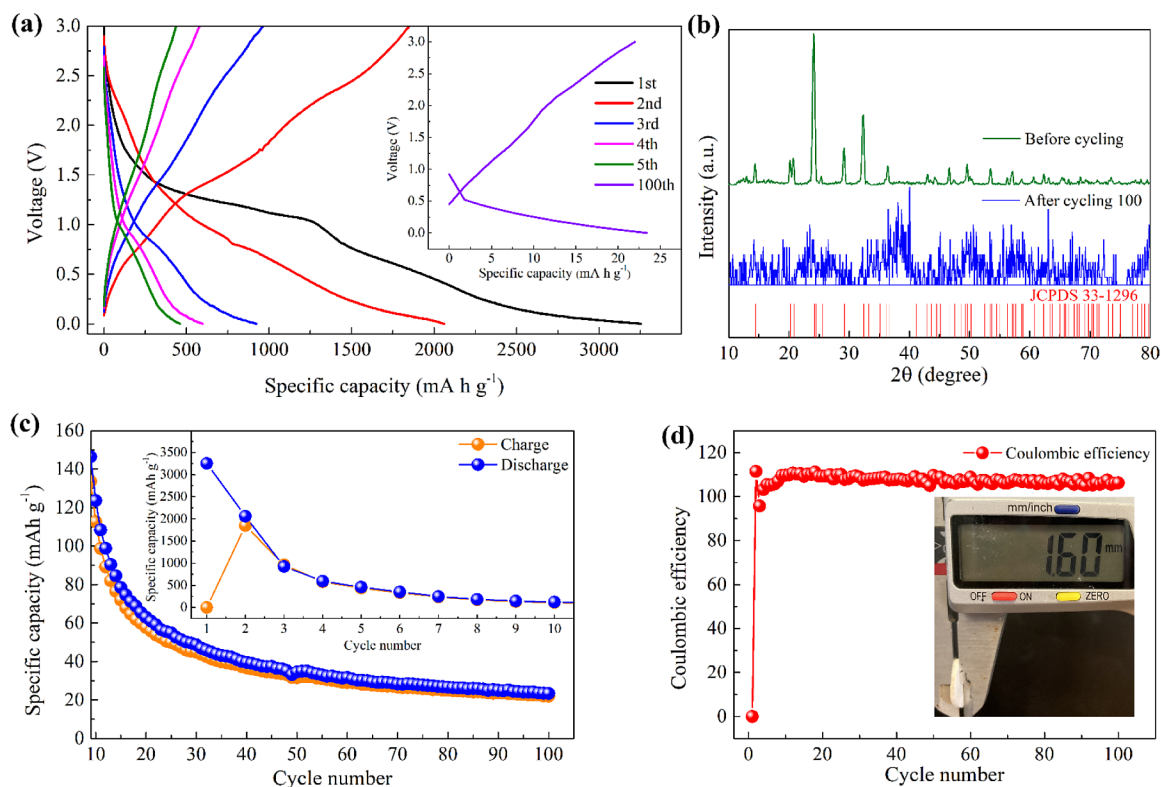 (a)
3.0
2.5
2.0
1.5
1.0
0.5
0.0
Voltage (V)
0 500 1000 1500 2000 2500 3000
Specific capacity (mA h g⁻¹)
3.0
2.5
2.0
1.5
1.0
0.5
0.0
Voltage (V)
0 5 10 15 20 25
Specific capacity (mA h g⁻¹)
1st
2nd
3rd
4th
5th
100th
(b)
Intensity (a.u.)
Before cycling
After cycling 100
JCPDS 33-1296
10 20 30 40 50 60 70 80
2θ (degree)
(c)
160
140
120
100
80
60
40
20
0
Specific capacity (mAh g⁻¹)
10 20 30 40 50 60 70 80 90 100
Cycle number
Charge
Discharge
3500
3000
2500
2000
1500
1000
500
0
Specific capacity (mAh g⁻¹)
1 2 3 4 5 6 7 8 9 10
Cycle number
(d)
120
100
80
60
40
20
0
Coulombic efficiency
0 20 40 60 80 100
Cycle number
Coulombic efficiency
mm/inch
1.60 mm
OFF ON ZERO